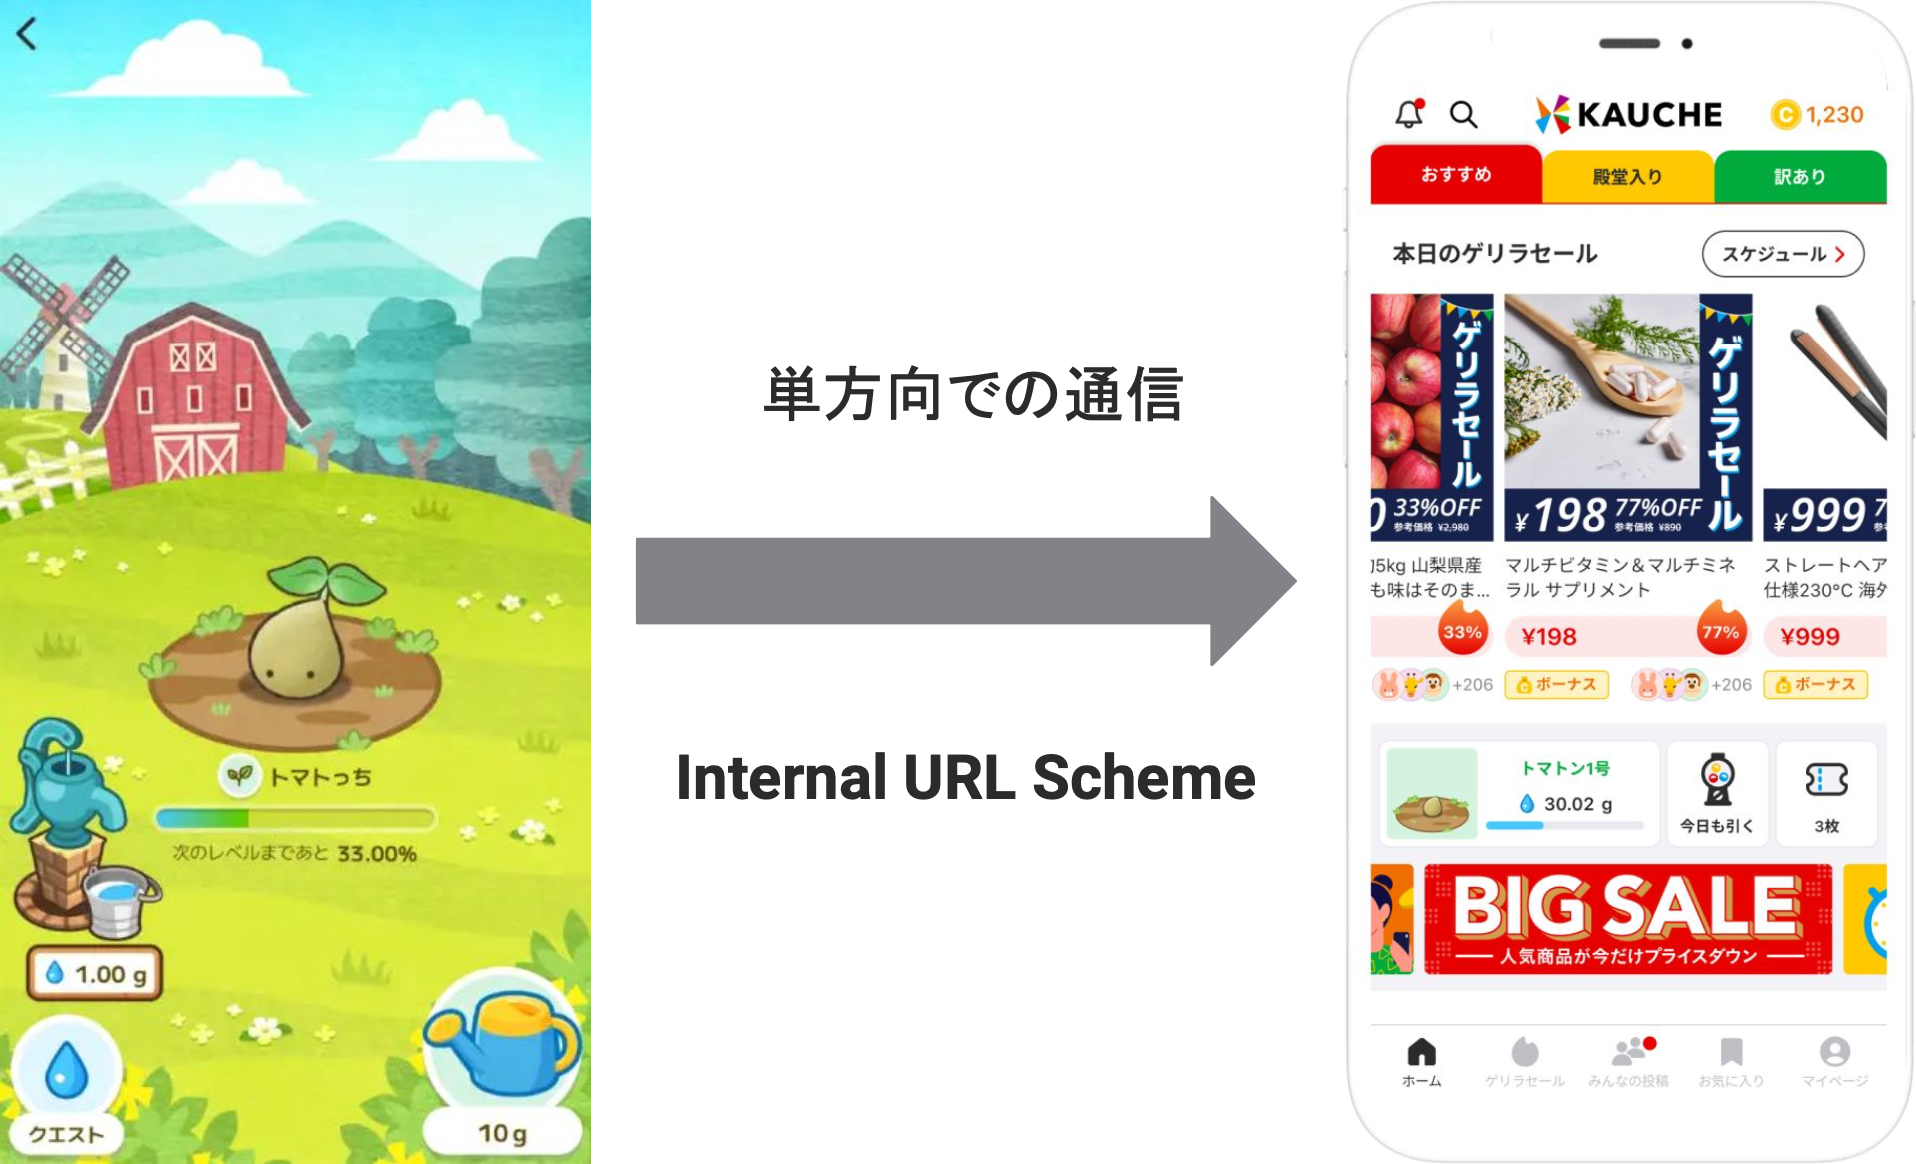 トマトっち
次のレベルまであと 33.00%
1.00 g
クエスト
10g
単方向での通信
Internal URL Scheme
KAUCHE
1,230
おすすめ
殿堂入り
訳あり
本日のゲリラセール
スケジュール
ゲリラセール
0 33%OFF
参考価格 ¥2,980
ゲリラセール
¥198 77%OFF
参考価格 ¥890
¥999 7
5kg 山梨県産
も味はそのま...
マルチビタミン＆マルチミネ
ラル サプリメント
ストレートヘア
仕様230°C 海外
33%
¥198
77%
¥999
+206
ボーナス
+206
ボーナス
トマトン1号
30.02 g
今日も引く
3枚
BIG SALE
人気商品が今だけプライスダウン
ホーム
ゲリラセール
みんなの投稿
お気に入り
マイページ